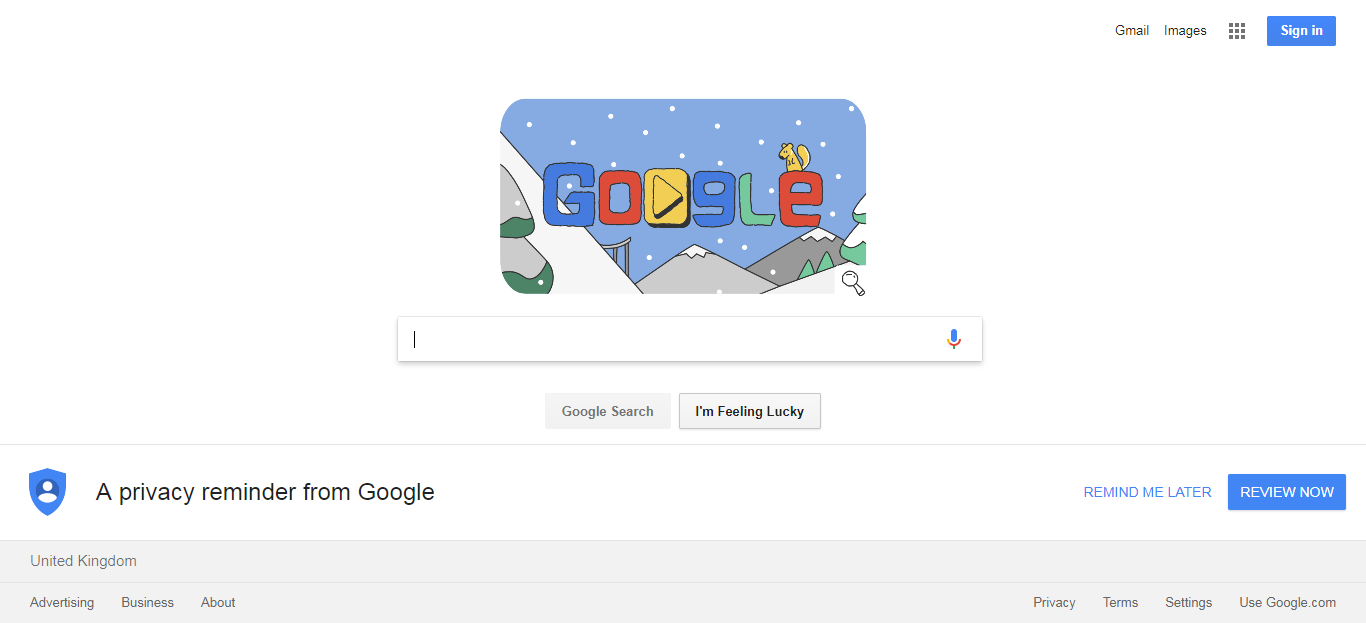 Gmail Images Sign in
Google
Google Search I'm Feeling Lucky
A privacy reminder from Google REMIND ME LATER REVIEW NOW
United Kingdom
Advertising Business About Privacy Terms Settings Use Google.com